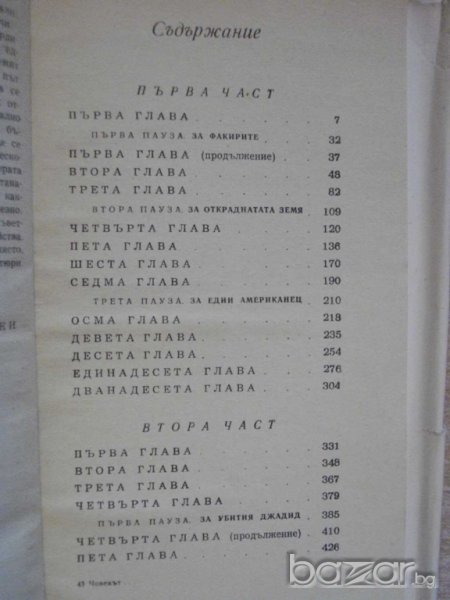 Съдържание
ПЪРВА ЧАСТ
ПЪРВА ГЛАВА 7
ПЪРВА ПАУЗА. ЗА ФАКИРИТЕ 32
ПЪРВА ГЛАВА (продължение) 37
ВТОРА ГЛАВА 48
ТРЕТА ГЛАВА 82
ВТОРА ПАУЗА. ЗА ОТКРАДНАТАТА ЗЕМЯ 109
ЧЕТВЪРТА ГЛАВА 120
ПЕТА ГЛАВА 136
ШЕСТА ГЛАВА 170
СЕДМА ГЛАВА 190
ТРЕТА ПАУЗА. ЗА ЕДИН АМЕРИКАНЕЦ 210
ОСМА ГЛАВА 218
ДЕВЕТА ГЛАВА 235
ДЕСЕТА ГЛАВА 254
ЕДИНАДЕСЕТА ГЛАВА 276
ДВАНАДЕСЕТА ГЛАВА 304
ВТОРА ЧАСТ
ПЪРВА ГЛАВА 331
ВТОРА ГЛАВА 348
ТРЕТА ГЛАВА 367
ЧЕТВЪРТА ГЛАВА 379
ПЪРВА ПАУЗА. ЗА УБИТИЯ ДЖАДИД 385
ЧЕТВЪРТА ГЛАВА (продължение) 410
ПЕТА ГЛАВА 426
43 Човекът...
bazar.bg